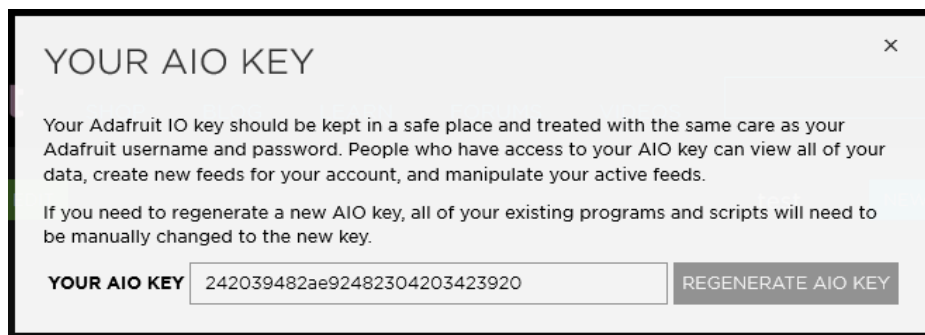 YOUR AIO KEY
×
Your Adafruit IO key should be kept in a safe place and treated with the same care as your
Adafruit username and password. People who have access to your AIO key can view all of your
data, create new feeds for your account, and manipulate your active feeds.
If you need to regenerate a new AIO key, all of your existing programs and scripts will need to
be manually changed to the new key.
YOUR AIO KEY 242039482ae92482304203423920 REGENERATE AIO KEY